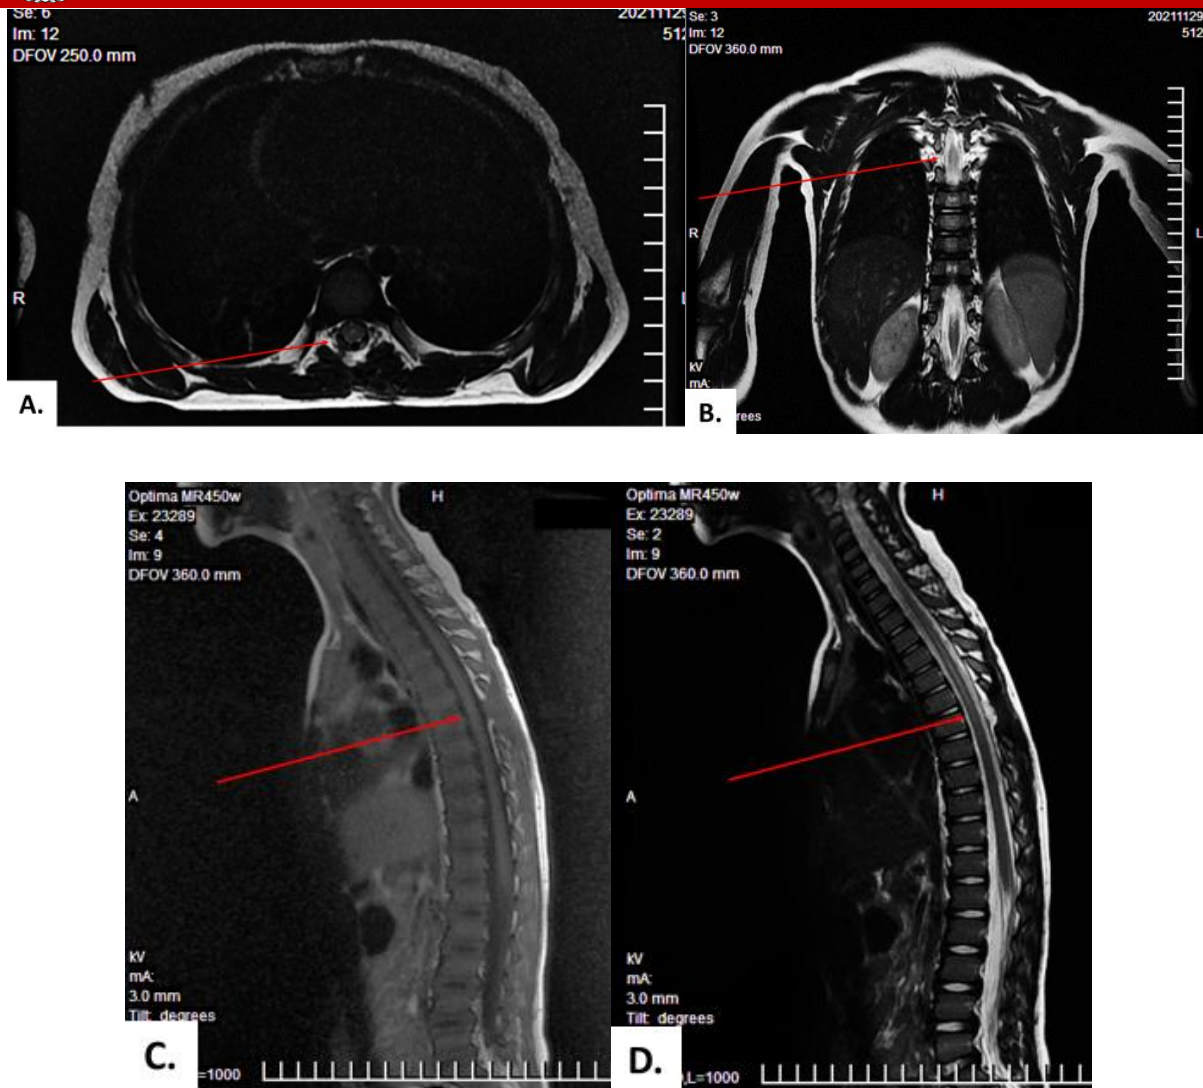 Se: 6
Im: 12
DFOV 250.0 mm
20211129
512
R
A.
Se: 3
Im: 12
DFOV 360.0 mm
20211129
512
R
L
kV
mA:
rees
B.
Optima MR450w
Ex: 23289
Se: 4
Im: 9
DFOV 360.0 mm
H
A
kV
mA:
3.0 mm
Tilt: degrees
C.
=1000
Optima MR450w
Ex: 23289
Se: 2
Im: 9
DFOV 360.0 mm
H
A
kV
mA:
3.0 mm
Tilt: degrees
D.
,L=1000